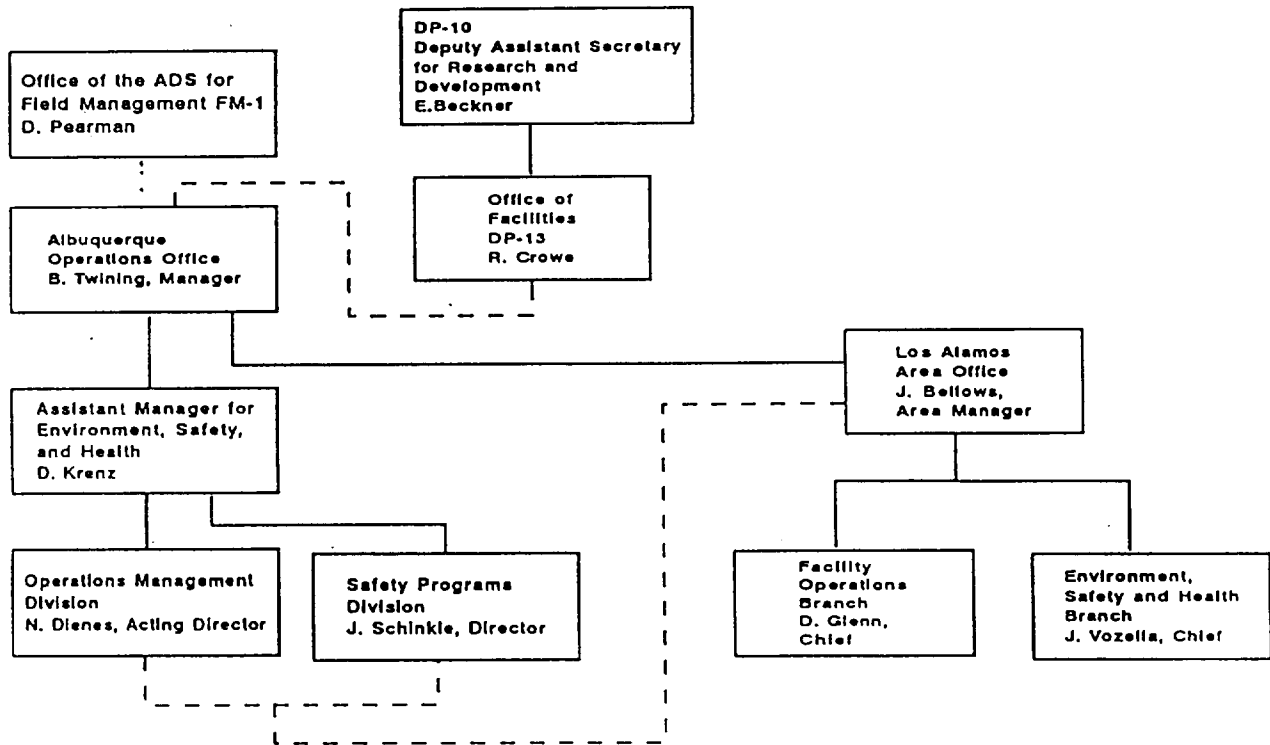 Office of the ADS for
Field Management FM-1
D. Pearman
DP-10
Deputy Assistant Secretary
for Research and
Development
E.Beckner
Office of
Facilities
DP-13
R. Crowe
Albuquerque
Operations Office
B. Twining, Manager
Los Alamos
Area Office
J. Bellows,
Area Manager
Assistant Manager for
Environment, Safety,
and Health
D. Krenz
Operations Management
Division
N. Dienes, Acting Director
Safety Programs
Division
J. Schinkle, Director
Facility
Operations
Branch
D. Glenn,
Chief
Environment,
Safety and Health
Branch
J. Vozella, Chief